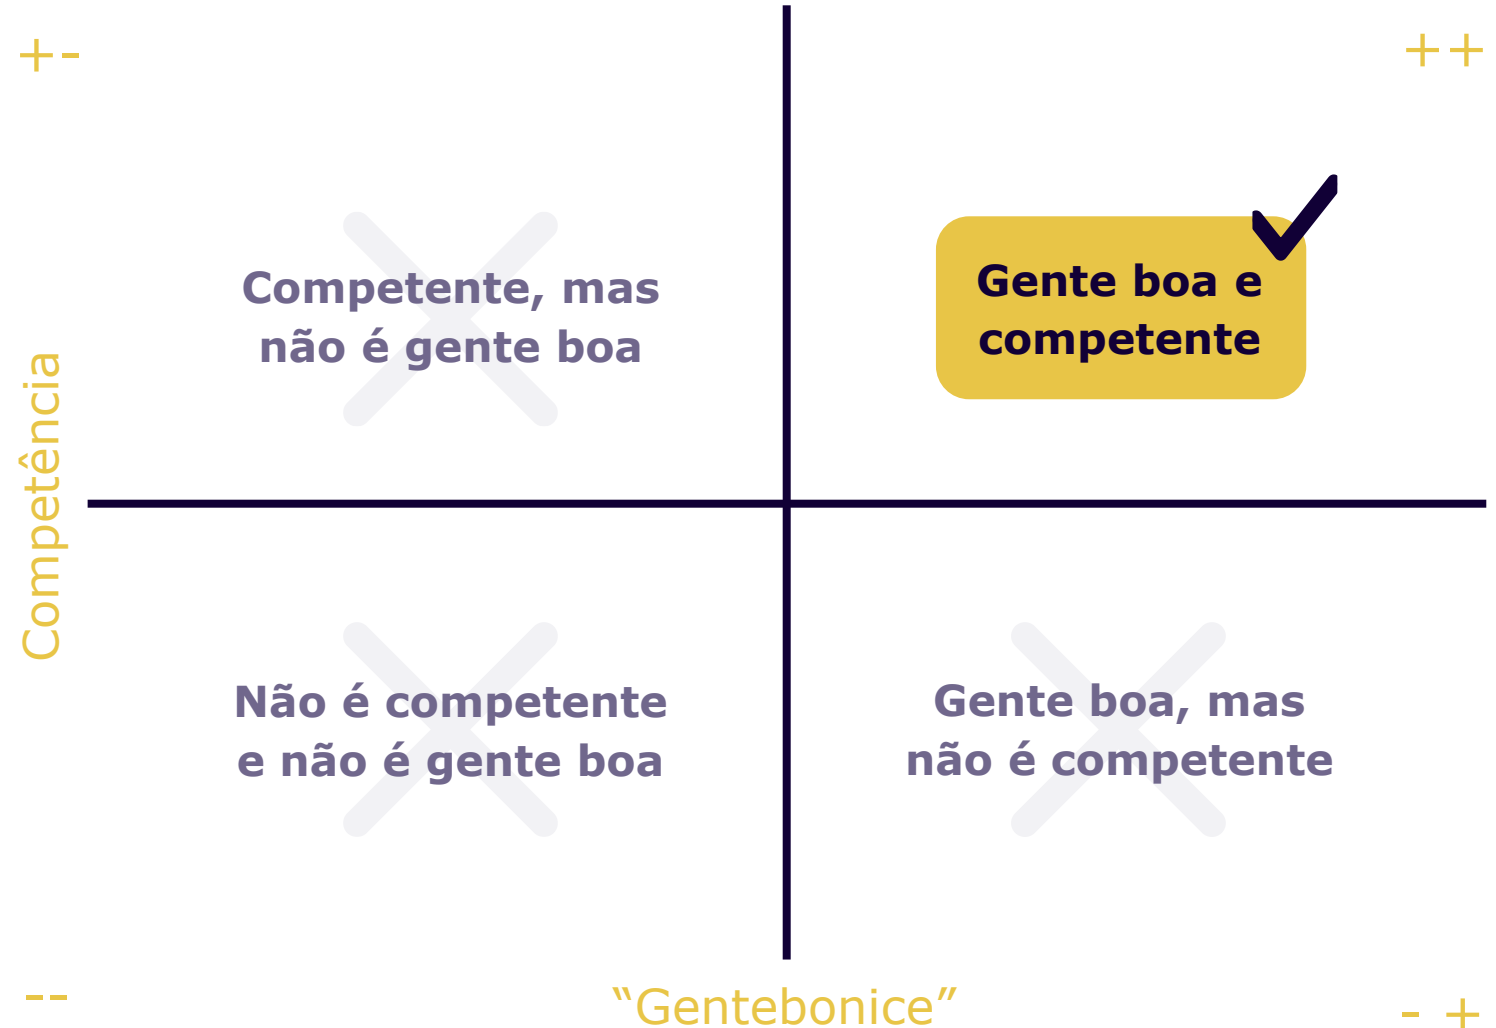 +-
++
Competente, mas
não é gente boa
Gente boa e
competente
Competência
Não é competente
e não é gente boa
Gente boa, mas
não é competente
--
“Gentebonice”
- +